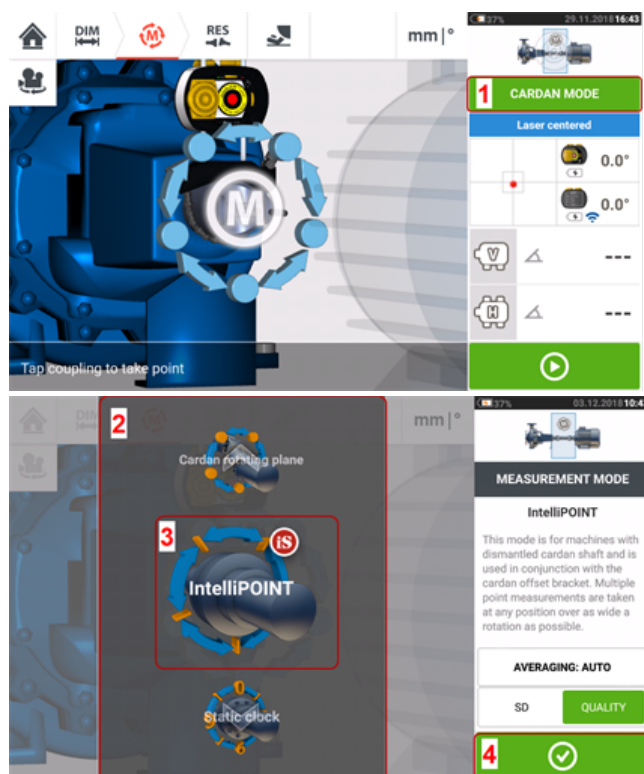 DIM
M
RES
mm|°
37%
29.11.2018 16:43
1
CARDAN MODE
Laser centered
0.0°
0.0°
M
V
---
H
---
Tap coupling to take point
DIM
mm|°
37%
03.12.2018 10:4
2
Cardan rotating plane
MEASUREMENT MODE
3
iS
IntelliPOINT
IntelliPOINT
This mode is for machines with
dismantled cardan shaft and is
used in conjunction with the
cardan offset bracket. Multiple
point measurements are taken
at any position over as wide a
rotation as possible.
AVERAGING: AUTO
SD
QUALITY
0
Static clock
6
4